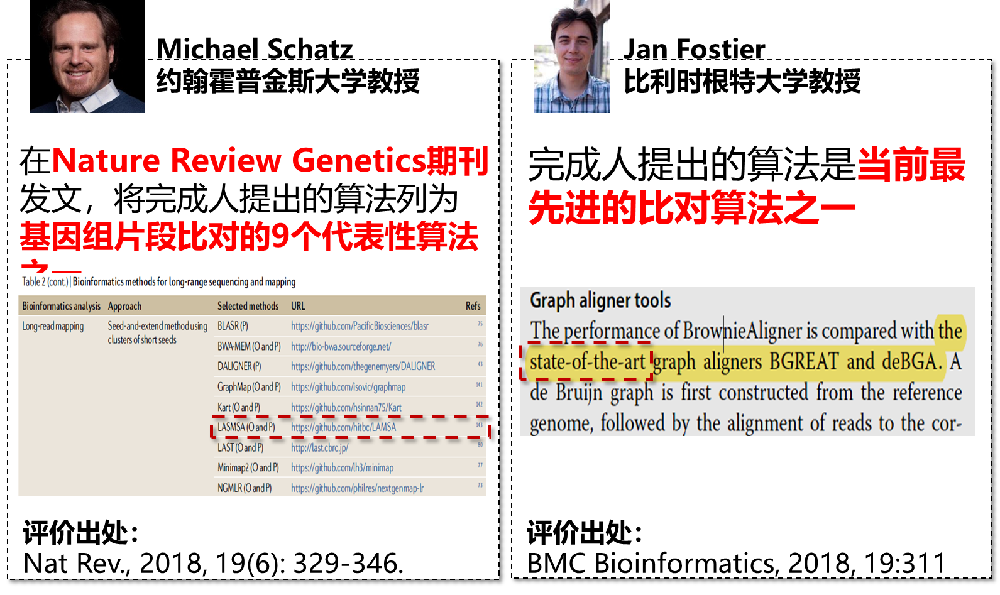 Michael Schatz
约翰霍普金斯大学教授
在Nature Review Genetics期刊
发文，将完成人提出的算法列为
基因组片段比对的9个代表性算法
之一
Table 2 (cont.) | Bioinformatics methods for long-range sequencing and mapping
Bioinformatics analysis Approach Selected methods URL Refs
Long-read mapping Seed-and-extend method using BLASR (P) https://github.com/PacificBiosciences/blasr 75
clusters of short seeds
BWA-MEM (O and P) http://bio-bwa.sourceforge.net/ 76
DALIGNER (P) https://github.com/thegenemyers/DALIGNER 43
GraphMap (O and P) https://github.com/isovic/graphmap 141
Kart (O and P) https://github.com/hsinnan75/Kart 142
LASMSA (O and P) https://github.com/hitbc/LAMSA 143
LAST (O and P) http://last.cbrc.jp/ 80
Minimap2 (O and P) https://github.com/lh3/minimap 77
NGMLR (O and P) https://github.com/philres/nextgenmap-lr 73
评价出处：
Nat Rev., 2018, 19(6): 329-346.
Jan Fostier
比利时根特大学教授
完成人提出的算法是当前最
先进的比对算法之一
Graph aligner tools
The performance of BrownieAligner is compared with the
state-of-the-art graph aligners BGREAT and deBGA. A
de Bruijn graph is first constructed from the reference
genome, followed by the alignment of reads to the cor-
评价出处：
BMC Bioinformatics, 2018, 19:311